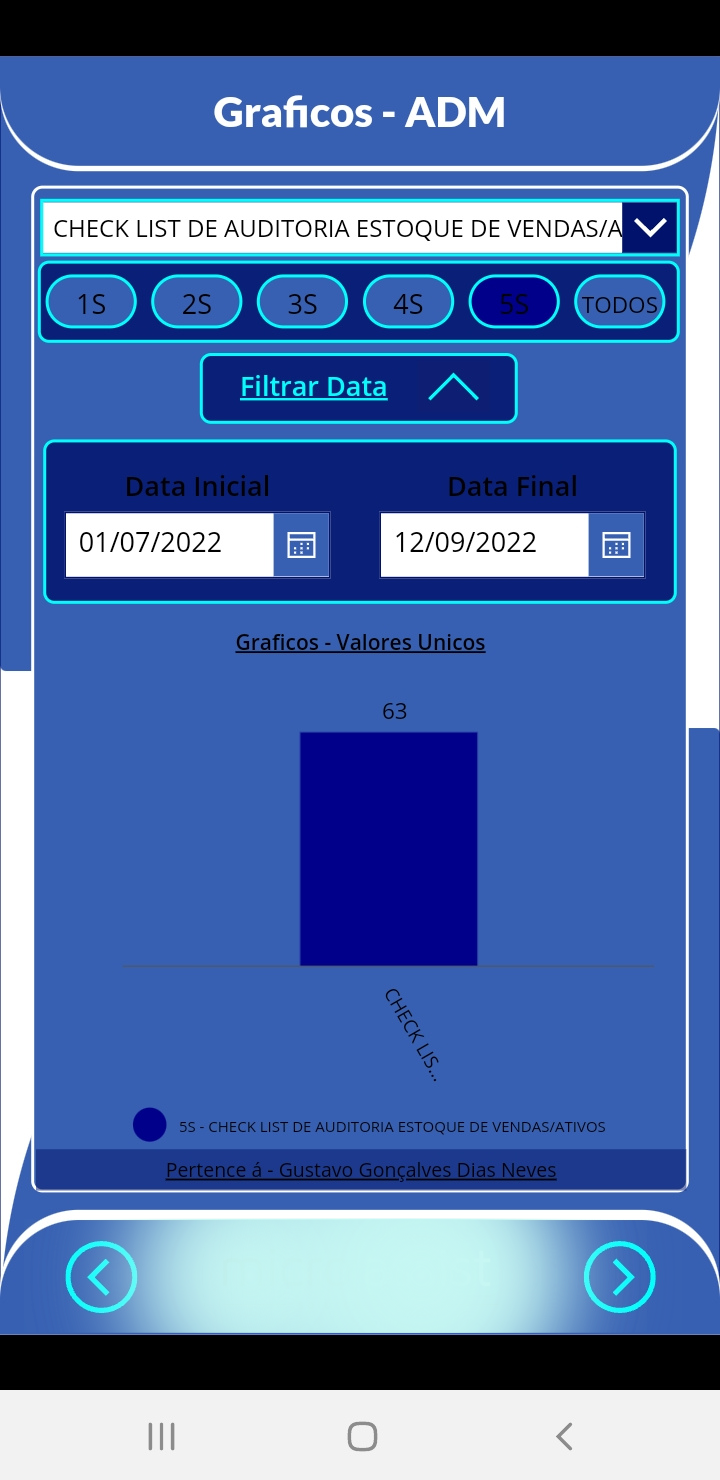 Graficos - ADM
CHECK LIST DE AUDITORIA ESTOQUE DE VENDAS/A
1S 2S 3S 4S 5S TODOS
Filtrar Data
Data Inicial Data Final
01/07/2022 12/09/2022
Graficos - Valores Unicos
63
CHECK LIS...
5S - CHECK LIST DE AUDITORIA ESTOQUE DE VENDAS/ATIVOS
Pertence á - Gustavo Gonçalves Dias Neves